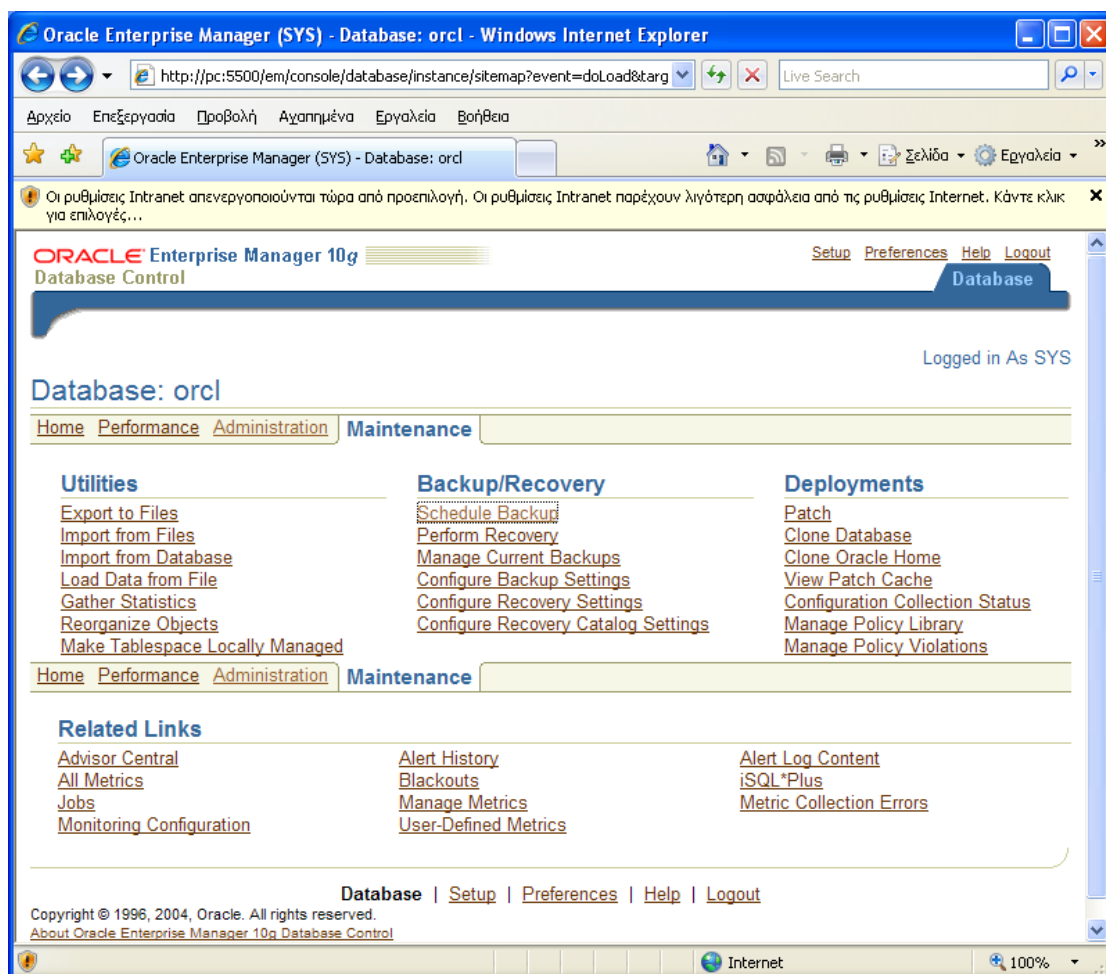 Oracle Enterprise Manager (SYS) - Database: orcl - Windows Internet Explorer
http://pc:5500/em/console/database/instance/sitemap?event=doLoad&targ
Live Search
Αρχείο Επεξεργασία Προβολή Αγαπημένα Εργαλεία Βοήθεια
Oracle Enterprise Manager (SYS) - Database: orcl
Σελίδα Εργαλεία »
Οι ρυθμίσεις Intranet απενεργοποιούνται τώρα από προεπιλογή. Οι ρυθμίσεις Intranet παρέχουν λιγότερη ασφάλεια από τις ρυθμίσεις Internet. Κάντε κλικ
για επιλογές...
ORACLE Enterprise Manager 10g
Database Control
Setup Preferences Help Logout
Database
Logged in As SYS
Database: orcl
Home Performance Administration Maintenance
Utilities
Export to Files
Import from Files
Import from Database
Load Data from File
Gather Statistics
Reorganize Objects
Make Tablespace Locally Managed
Backup/Recovery
Schedule Backup
Perform Recovery
Manage Current Backups
Configure Backup Settings
Configure Recovery Settings
Configure Recovery Catalog Settings
Deployments
Patch
Clone Database
Clone Oracle Home
View Patch Cache
Configuration Collection Status
Manage Policy Library
Manage Policy Violations
Home Performance Administration Maintenance
Related Links
Advisor Central
All Metrics
Jobs
Monitoring Configuration
Alert History
Blackouts
Manage Metrics
User-Defined Metrics
Alert Log Content
iSQL*Plus
Metric Collection Errors
Database | Setup | Preferences | Help | Logout
Copyright © 1996, 2004, Oracle. All rights reserved.
About Oracle Enterprise Manager 10g Database Control
Internet
100%